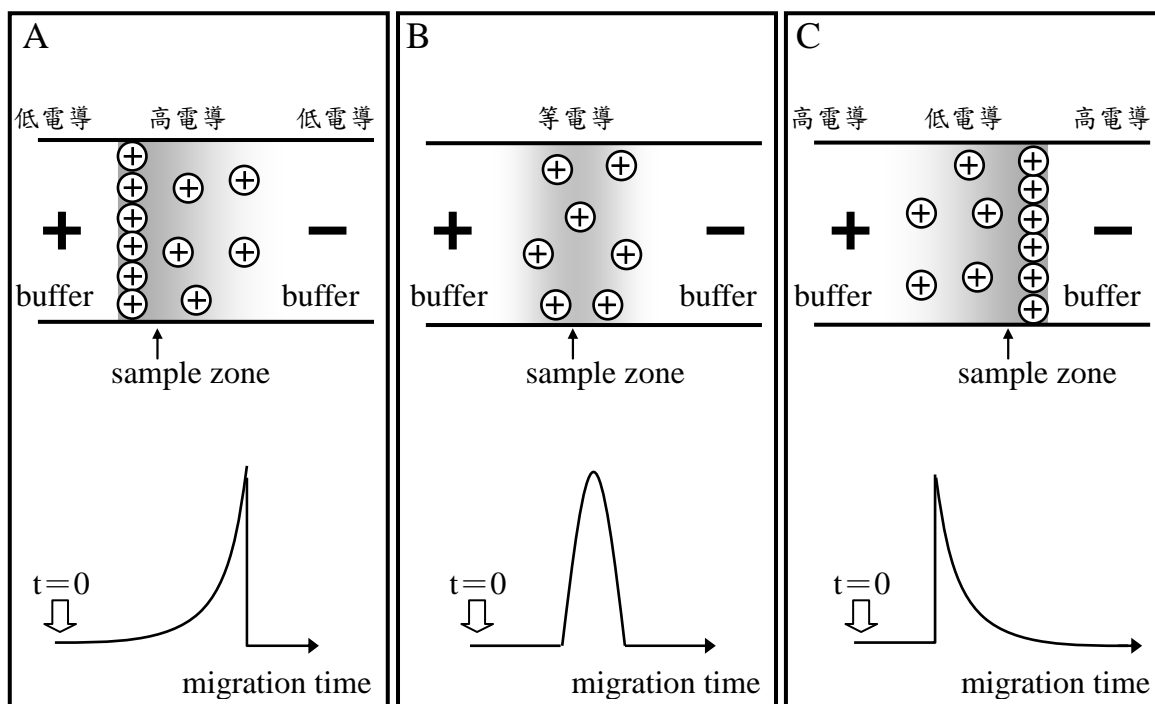 A
低電導 高電導 低電導
+ −
buffer buffer
sample zone
t=0
migration time
B
等電導
+ −
buffer buffer
sample zone
t=0
migration time
C
高電導 低電導 高電導
+ −
buffer buffer
sample zone
t=0
migration time